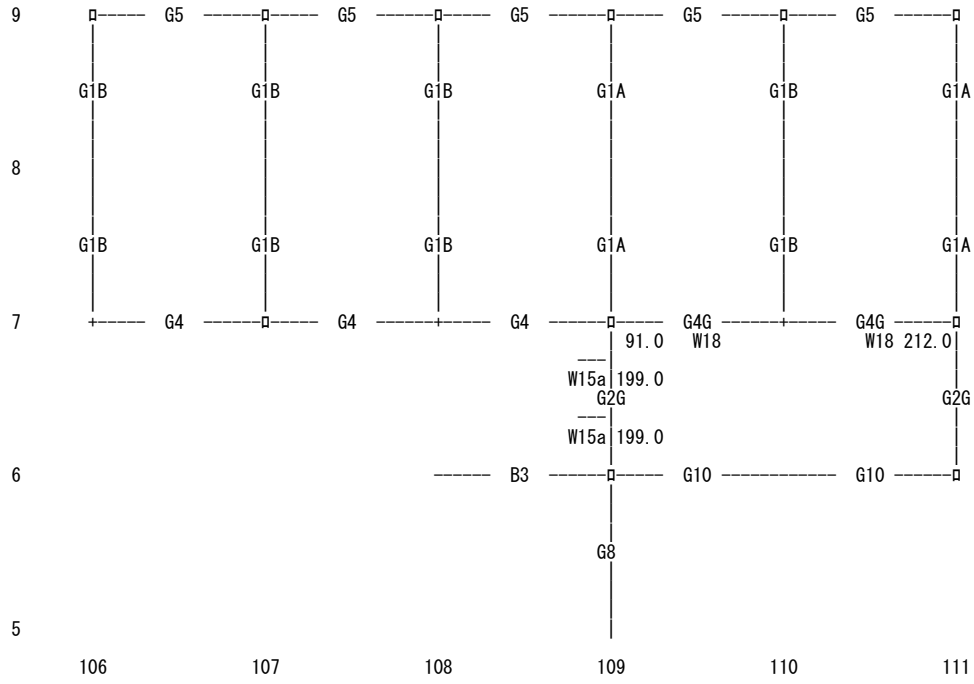 9 G5 G5 G5 G5 G5
G1B G1B G1B G1A G1B G1A
8
G1B G1B G1B G1A G1B G1A
7 G4 G4 G4 G4G G4G
91.0 W18 W18 212.0
W15a 199.0
G2G G2G
W15a 199.0
6 B3 G10 G10
G8
5
106 107 108 109 110 111